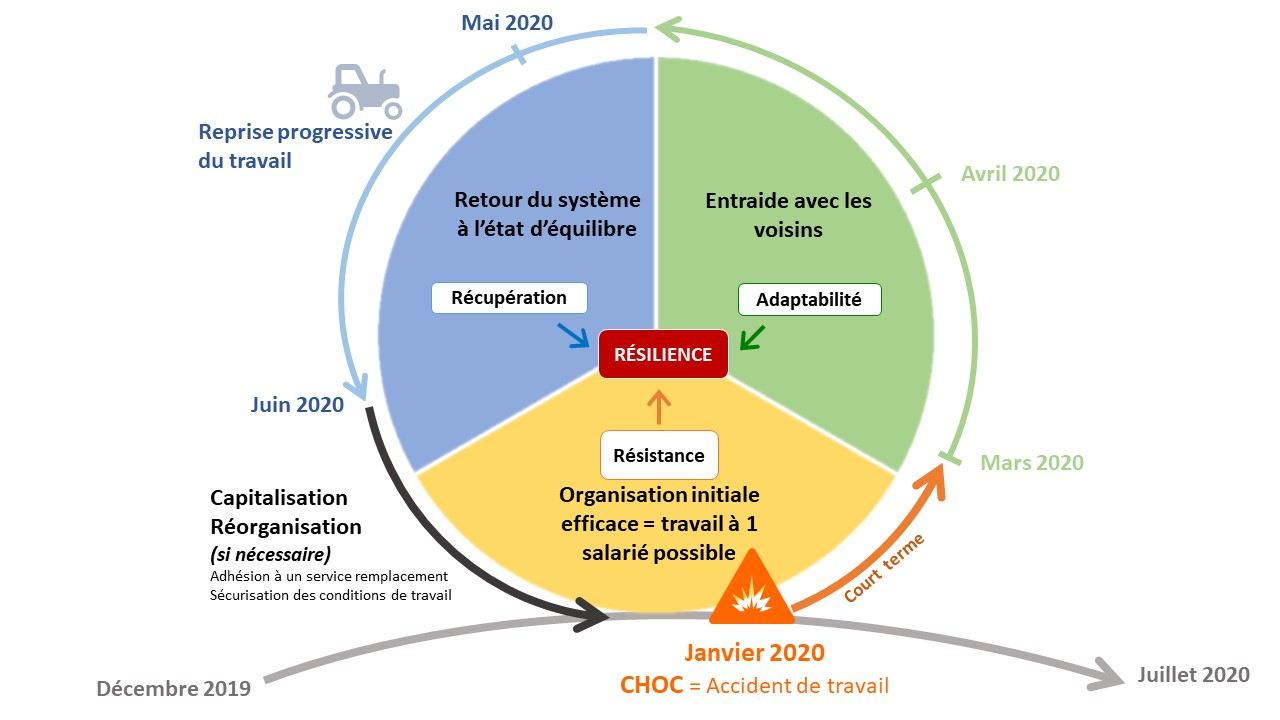 Mai 2020
Reprise progressive
du travail
Avril 2020
Retour du système
à l’état d’équilibre
Entraide avec les
voisins
Récupération
Adaptabilité
RÉSILIENCE
Juin 2020
Résistance
Mars 2020
Organisation initiale
efficace = travail à 1
salarié possible
Capitalisation
Réorganisation
(si nécessaire)
Adhésion à un service remplacement
Sécurisation des conditions de travail
Court terme
Janvier 2020
CHOC = Accident de travail
Décembre 2019
Juillet 2020